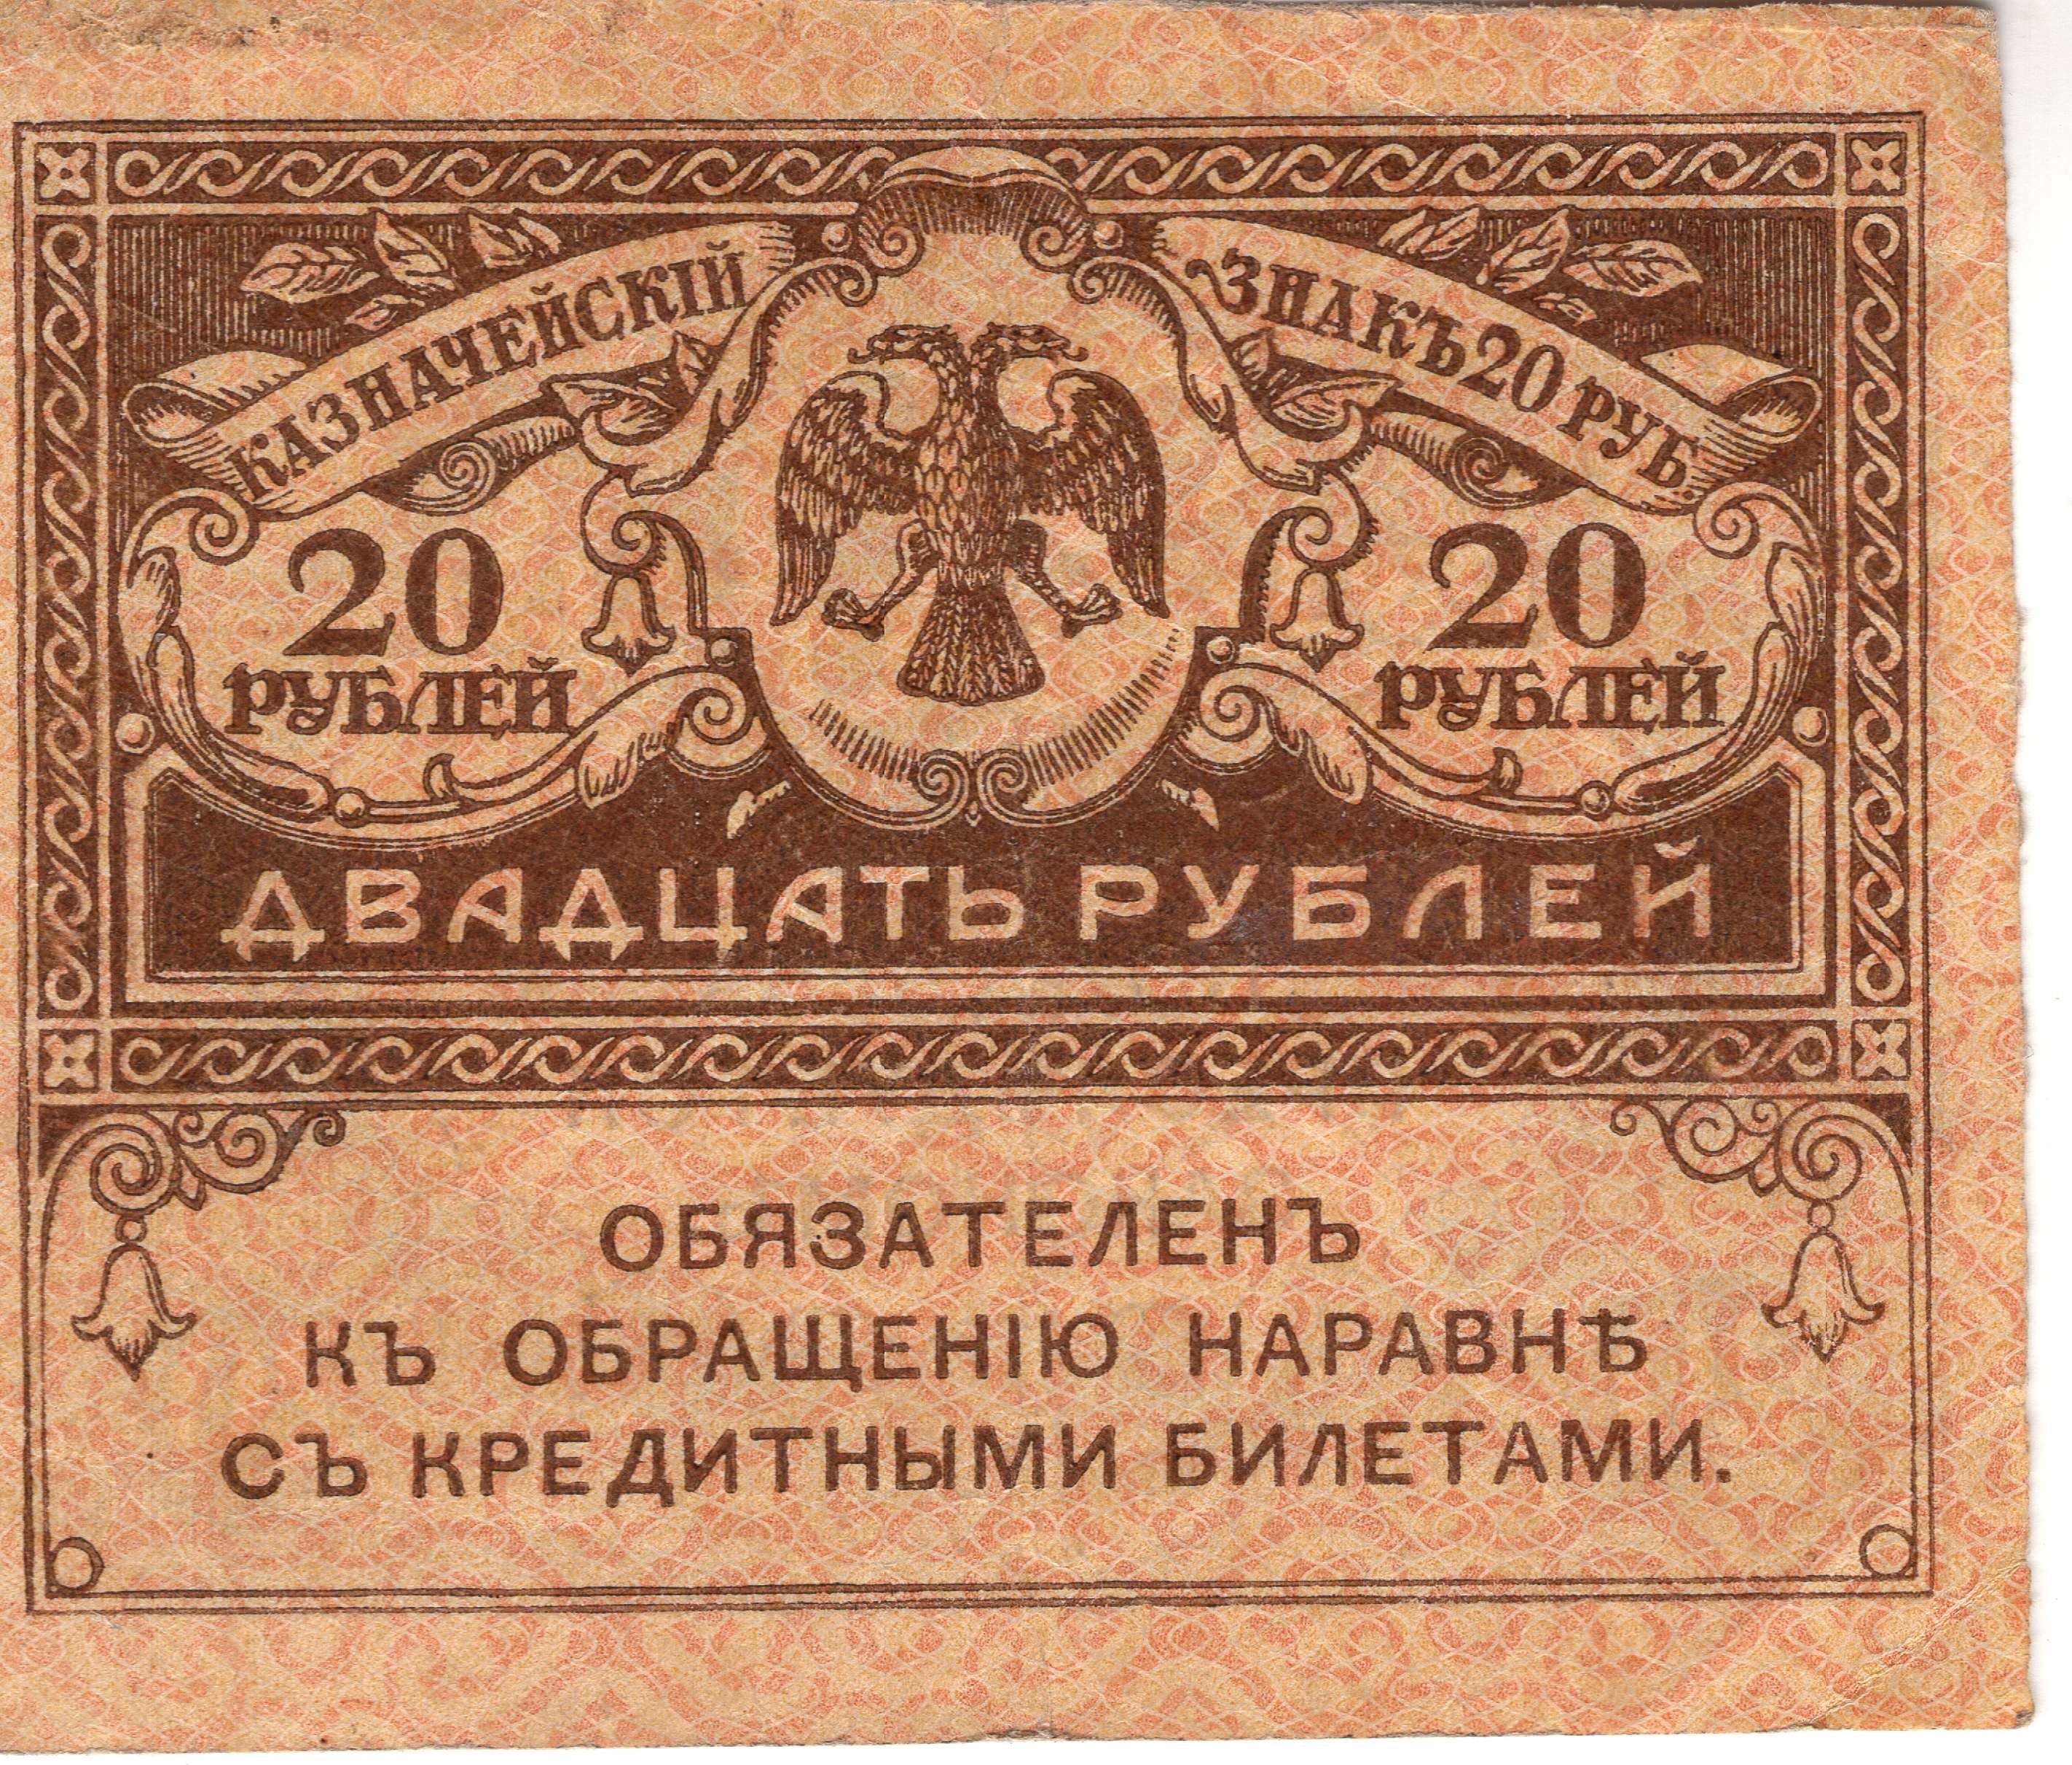 КАЗНАЧЕЙСКІЙ ЗНАКЪ 20 РУБ.
20 РУБЛЕЙ
20 РУБЛЕЙ
ДВАДЦАТЬ РУБЛЕЙ
ОБЯЗАТЕЛЕНЪ
КЪ ОБРАЩЕНІЮ НАРАВНѢ
СЪ КРЕДИТНЫМИ БИЛЕТАМИ.